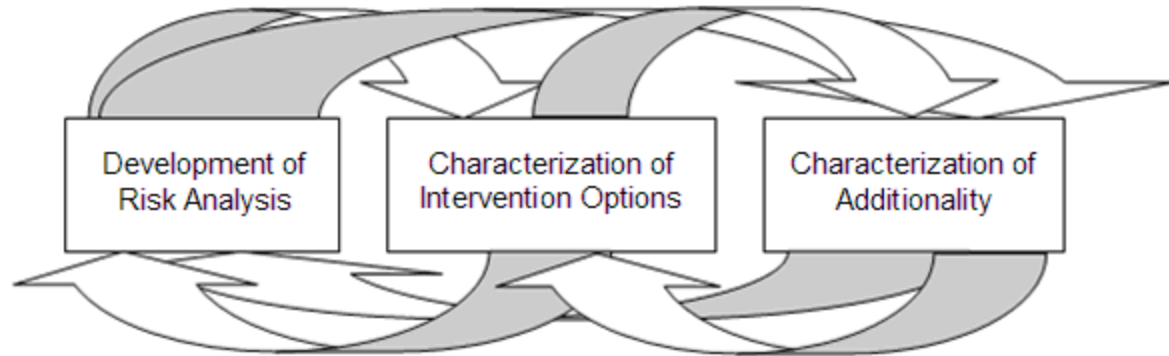 Development of
Risk Analysis
Characterization of
Intervention Options
Characterization of
Additionality